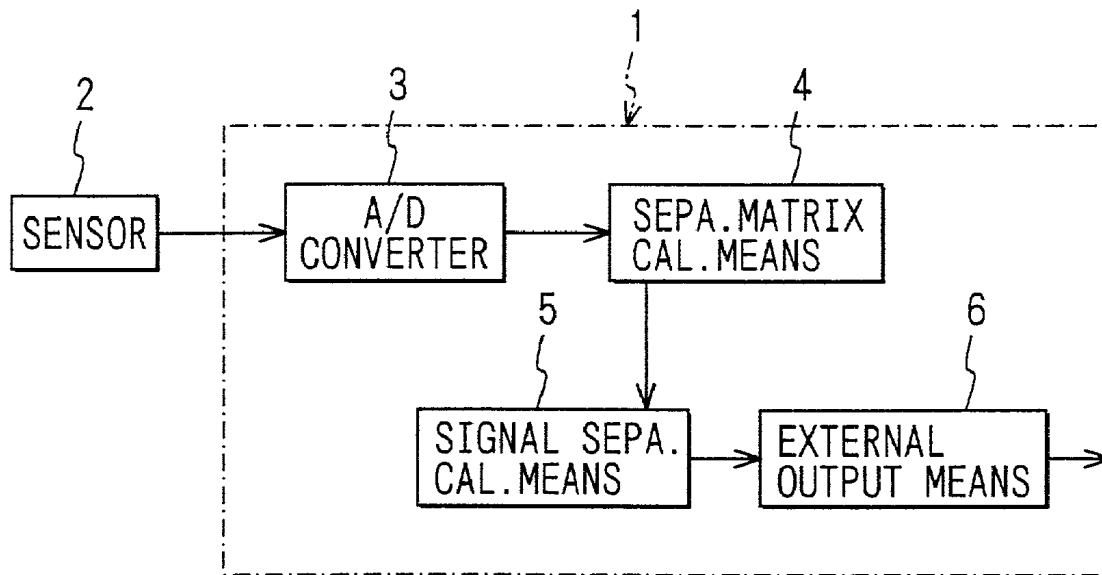 1
2
3
4
SENSOR
A/D
CONVERTER
SEPA.MATRIX
CAL.MEANS
5
6
SIGNAL SEPA.
CAL.MEANS
EXTERNAL
OUTPUT MEANS